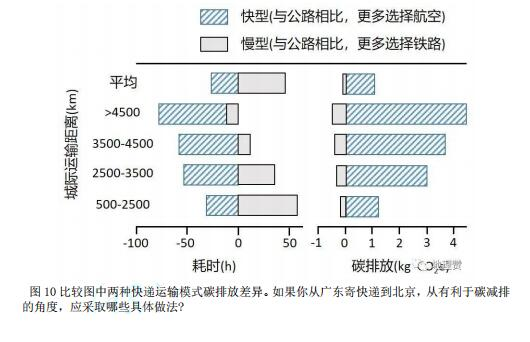 快型(与公路相比，更多选择航空)
慢型(与公路相比，更多选择铁路)
城际运输距离(km)
平均
>4500
3500-4500
2500-3500
500-2500
-100 -50 0 50 -1 0 1 2 3 4
耗时(h) 碳排放(kg CO₂e)
图 10 比较图中两种快递运输模式碳排放差异。如果你从广东寄快递到北京，从有利于碳减排
的角度，应采取哪些具体做法?